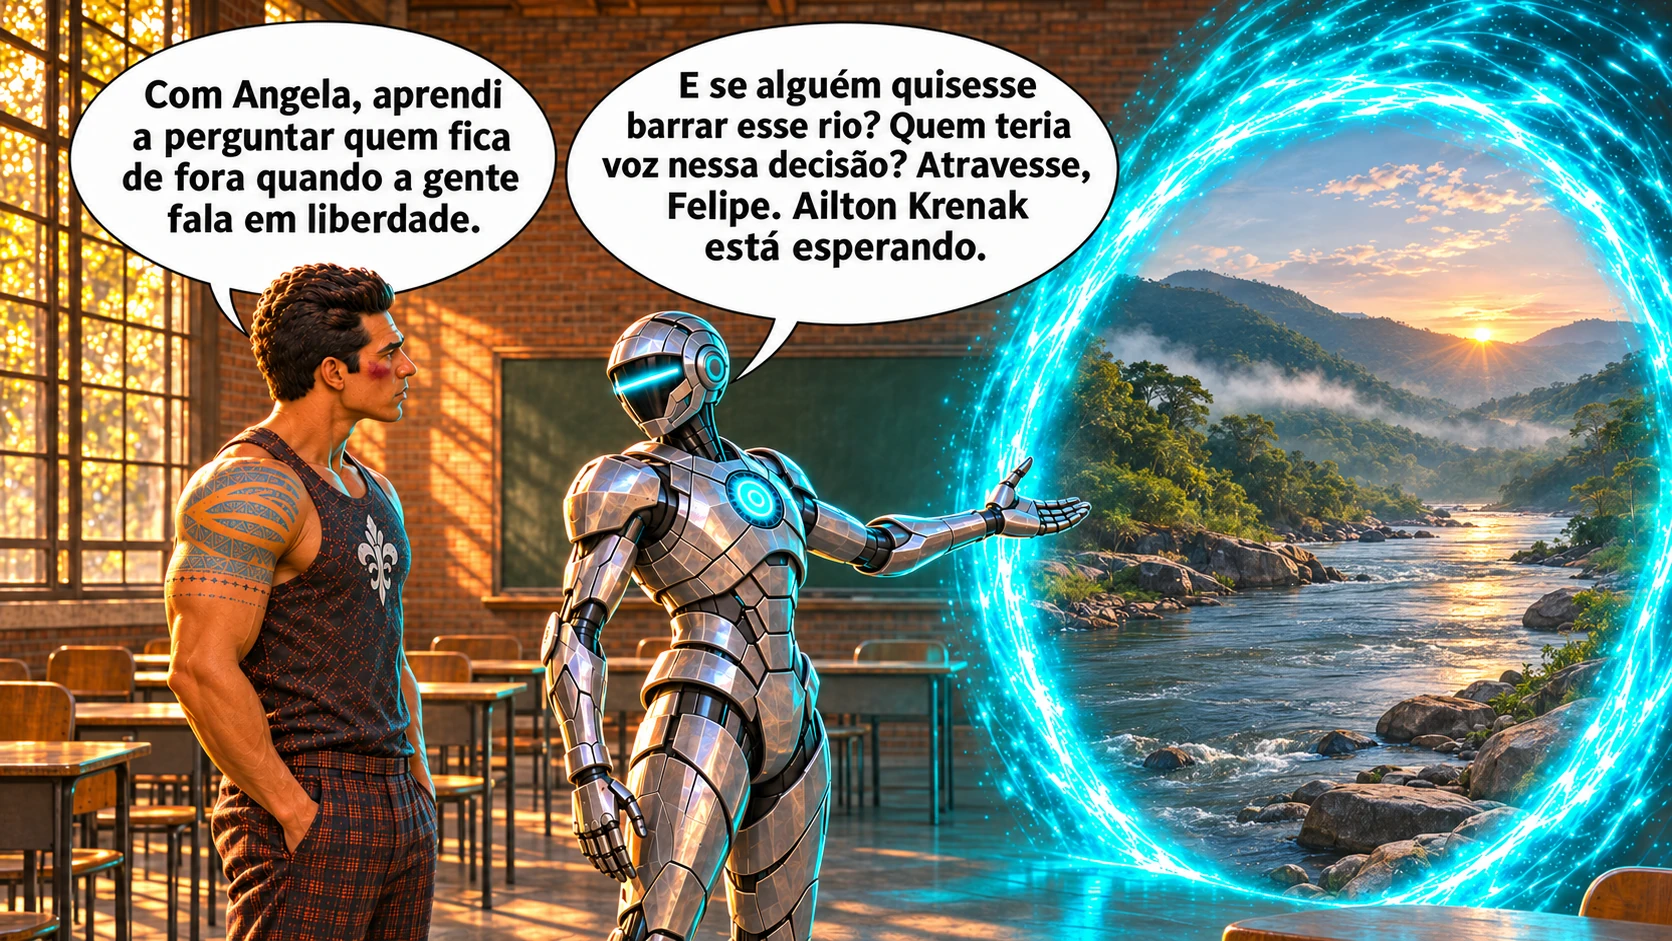 Com Angela, aprendi
a perguntar quem fica
de fora quando a gente
fala em liberdade.
E se alguém quisesse
barrar esse rio? Quem teria
voz nessa decisão? Atravesse,
Felipe. Ailton Krenak
está esperando.